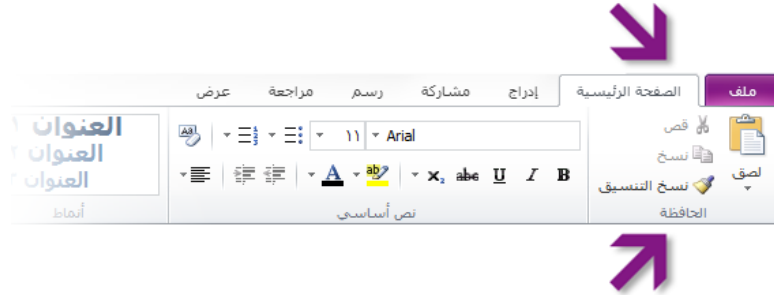 ملف الصفحة الرئيسية إدراج مشاركة رسم مراجعة عرض
قص
نسخ
نسخ التنسيق
لصق
الحافظة
Arial ١١
B I U abc x₂ ab A
نص أساسي
العنوان ١
العنوان ٢
العنوان
أنماط